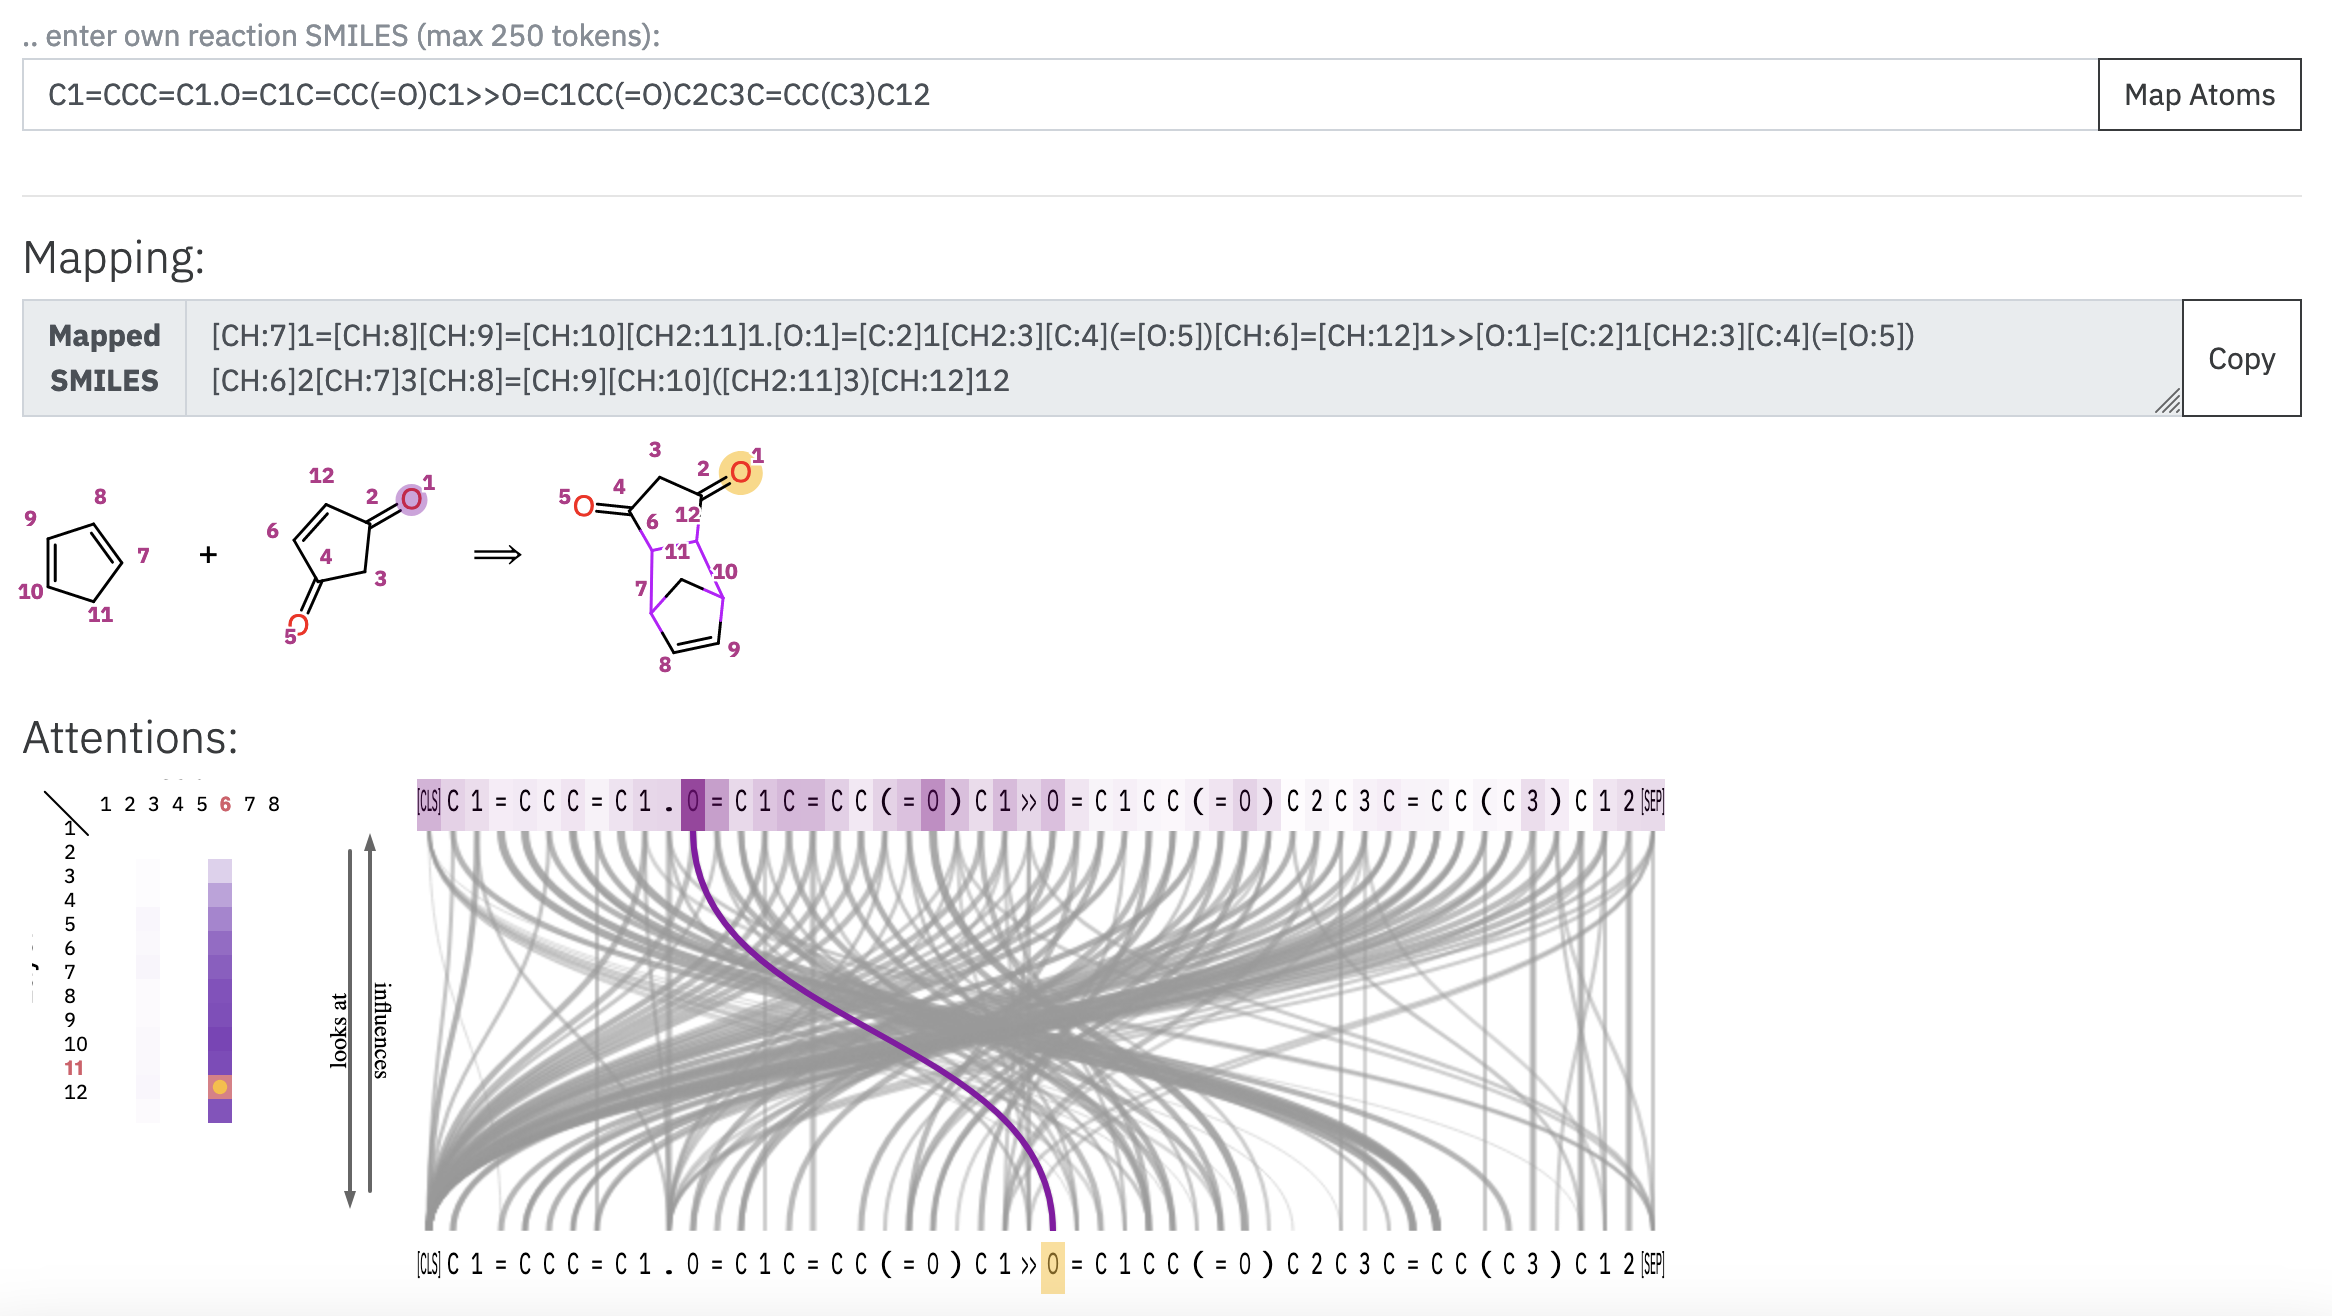 .. enter own reaction SMILES (max 250 tokens):
C1=CCC=C1.O=C1C=CC(=O)C1>>O=C1CC(=O)C2C3C=CC(C3)C12
Map Atoms
Mapping:
Mapped SMILES
[CH:7]1=[CH:8][CH:9]=[CH:10][CH2:11]1.[O:1]=[C:2]1[CH2:3][C:4](=[O:5])[CH:6]=[CH:12]1>>[O:1]=[C:2]1[CH2:3][C:4](=[O:5])
[CH:6]2[CH:7]3[CH:8]=[CH:9][CH:10]([CH2:11]3)[CH:12]12
Copy
9 8 7 10 11
+
12 2 O 1 6 4 3 O 5
3 2 O 1 5 O 4 6 12 11 7 10 8 9
Attentions:
1 2 3 4 5 6 7 8
1
2
3
4
5
6
7
8
9
10
11
12
looks at
influences
[CLS] C 1 = C C C = C 1 . O = C 1 C = C C ( = O ) C 1 >> O = C 1 C C ( = O ) C 2 C 3 C = C C ( C 3 ) C 1 2 [SEP]
[CLS] C 1 = C C C = C 1 . O = C 1 C = C C ( = O ) C 1 >> O = C 1 C C ( = O ) C 2 C 3 C = C C ( C 3 ) C 1 2 [SEP]